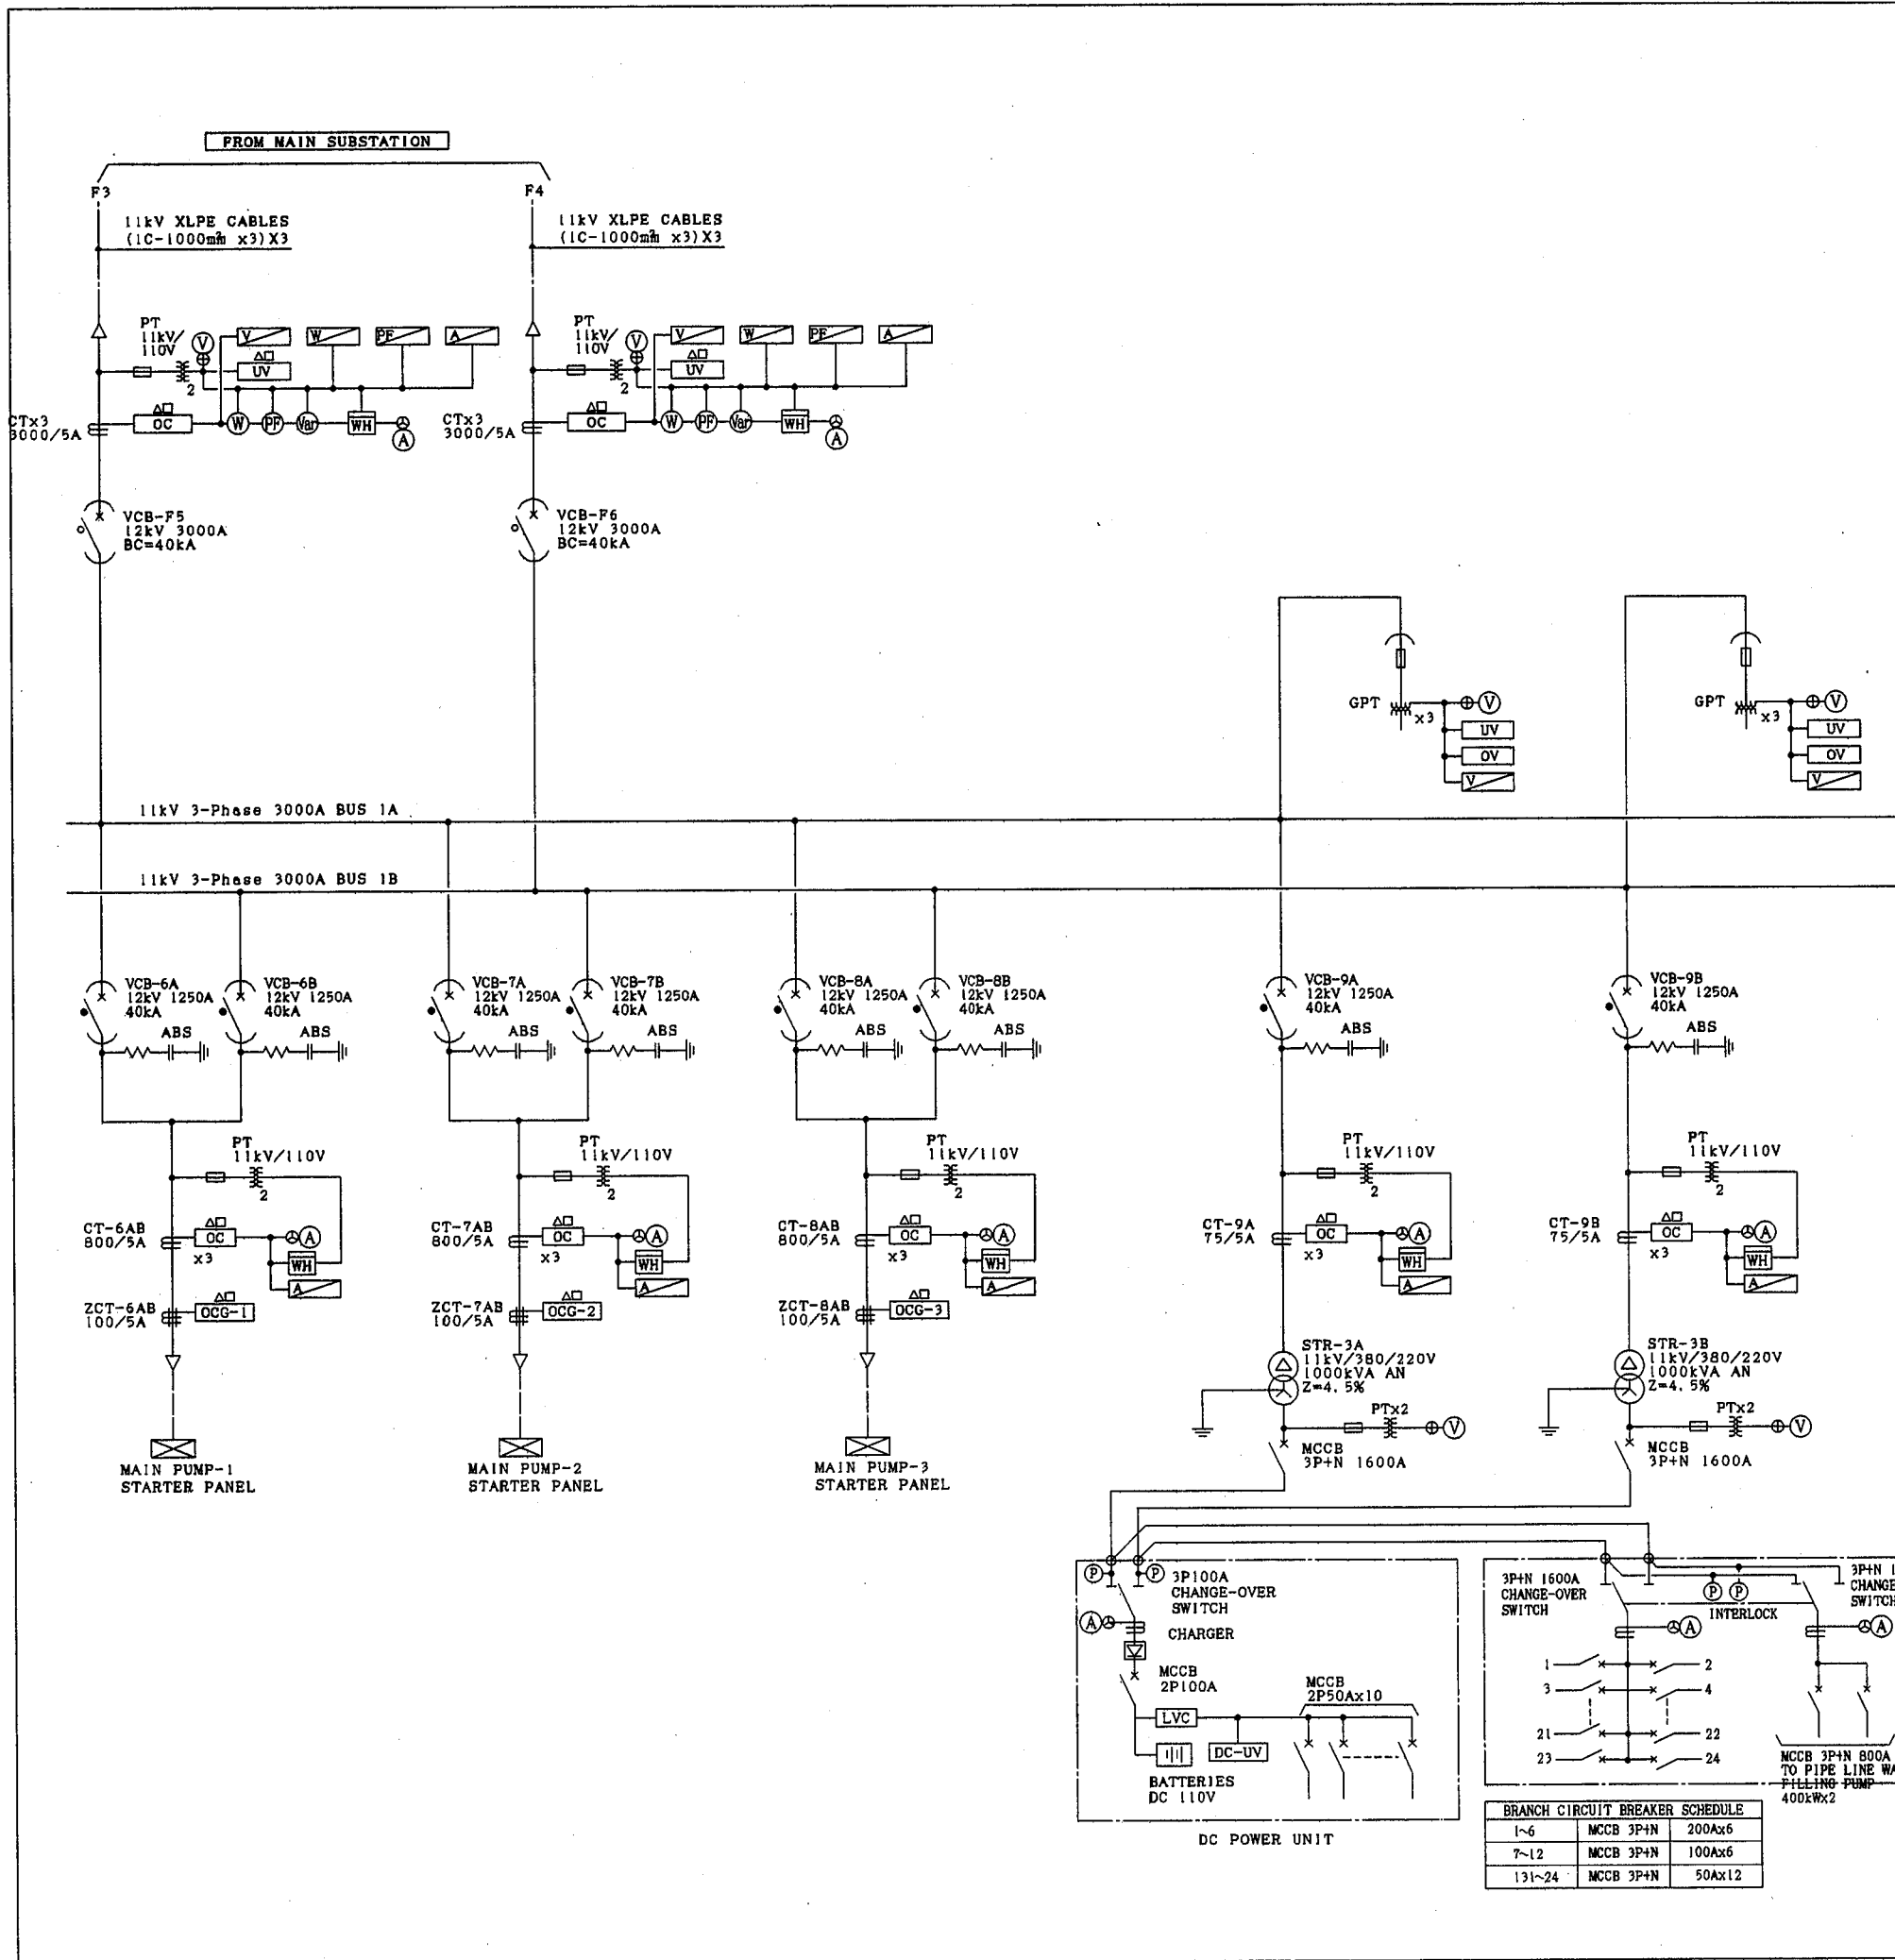 FROM MAIN SUBSTATION
F3
F4
11kV XLPE CABLES
(1C-1000mm² x3)X3
11kV XLPE CABLES
(1C-1000mm² x3)X3
PT
11kV/
110V
V
V
W
PF
A
UV
2
CTx3
3000/5A
OC
W
PF
Var
WH
A
PT
11kV/
110V
V
V
W
PF
A
UV
2
CTx3
3000/5A
OC
W
PF
Var
WH
A
VCB-F5
12kV 3000A
BC=40kA
VCB-F6
12kV 3000A
BC=40kA
GPT
x3
V
UV
OV
V
GPT
x3
V
UV
OV
V
11kV 3-Phase 3000A BUS 1A
11kV 3-Phase 3000A BUS 1B
VCB-6A
12kV 1250A
40kA
ABS
VCB-6B
12kV 1250A
40kA
ABS
VCB-7A
12kV 1250A
40kA
ABS
VCB-7B
12kV 1250A
40kA
ABS
VCB-8A
12kV 1250A
40kA
ABS
VCB-8B
12kV 1250A
40kA
ABS
VCB-9A
12kV 1250A
40kA
ABS
VCB-9B
12kV 1250A
40kA
ABS
PT
11kV/110V
2
CT-6AB
800/5A
OC
x3
A
WH
A
ZCT-6AB
100/5A
OCG-1
MAIN PUMP-1
STARTER PANEL
PT
11kV/110V
2
CT-7AB
800/5A
OC
x3
A
WH
A
ZCT-7AB
100/5A
OCG-2
MAIN PUMP-2
STARTER PANEL
PT
11kV/110V
2
CT-8AB
800/5A
OC
x3
A
WH
A
ZCT-8AB
100/5A
OCG-3
MAIN PUMP-3
STARTER PANEL
PT
11kV/110V
2
CT-9A
75/5A
OC
x3
A
WH
A
STR-3A
11kV/380/220V
1000kVA AN
Z=4.5%
PTx2
V
MCCB
3P+N 1600A
PT
11kV/110V
2
CT-9B
75/5A
OC
x3
A
WH
A
STR-3B
11kV/380/220V
1000kVA AN
Z=4.5%
PTx2
V
MCCB
3P+N 1600A
P
P
3P100A
CHANGE-OVER
SWITCH
A
CHARGER
MCCB
2P100A
MCCB
2P50Ax10
LVC
DC-UV
BATTERIES
DC 110V
DC POWER UNIT
3P+N 1600A
CHANGE-OVER
SWITCH
P
P
INTERLOCK
3P+N 1
CHANGE
SWITCH
A
A
1
2
3
4
21
22
23
24
MCCB 3P+N 800A
TO PIPE LINE WA
FILLING PUMP
400kWx2
BRANCH CIRCUIT BREAKER SCHEDULE
1~6 MCCB 3P+N 200Ax6
7~12 MCCB 3P+N 100Ax6
131~24 MCCB 3P+N 50Ax12